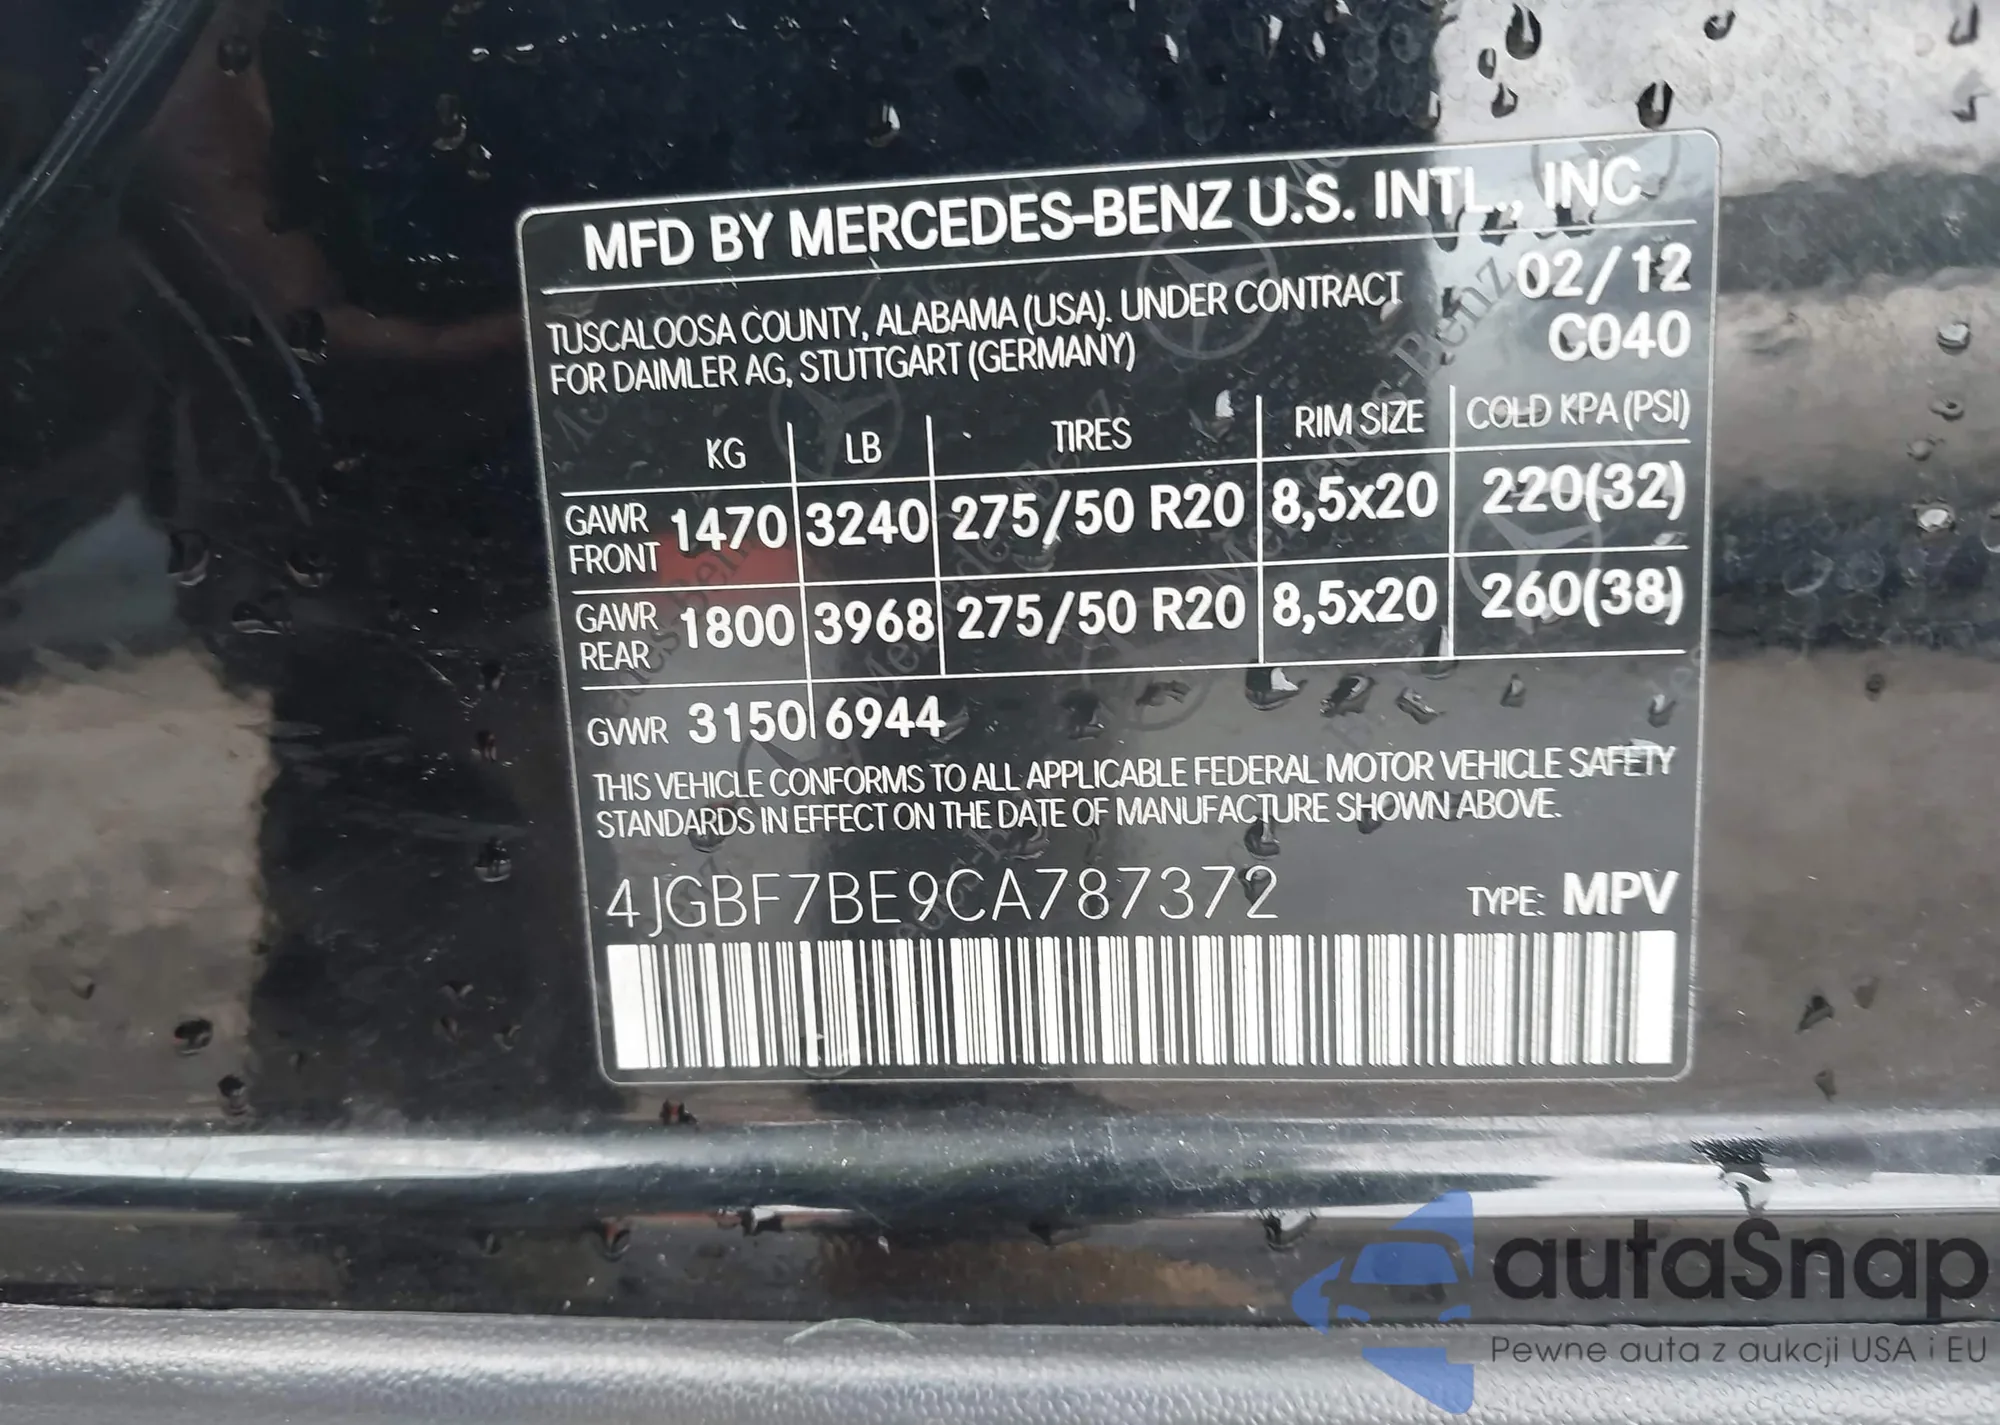 MFD BY MERCEDES-BENZ U.S. INTL., INC.
02/12
TUSCALOOSA COUNTY, ALABAMA (USA). UNDER CONTRACT
C040
FOR DAIMLER AG, STUTTGART (GERMANY)
KG LB TIRES RIM SIZE COLD KPA (PSI)
GAWR FRONT 1470 3240 275/50 R20 8,5x20 220(32)
GAWR REAR 1800 3968 275/50 R20 8,5x20 260(38)
GVWR 3150 6944
THIS VEHICLE CONFORMS TO ALL APPLICABLE FEDERAL MOTOR VEHICLE SAFETY
STANDARDS IN EFFECT ON THE DATE OF MANUFACTURE SHOWN ABOVE.
4JGBF7BE9CA787372 TYPE: MPV
autaSnap
Pewne auta z aukcji USA i EU